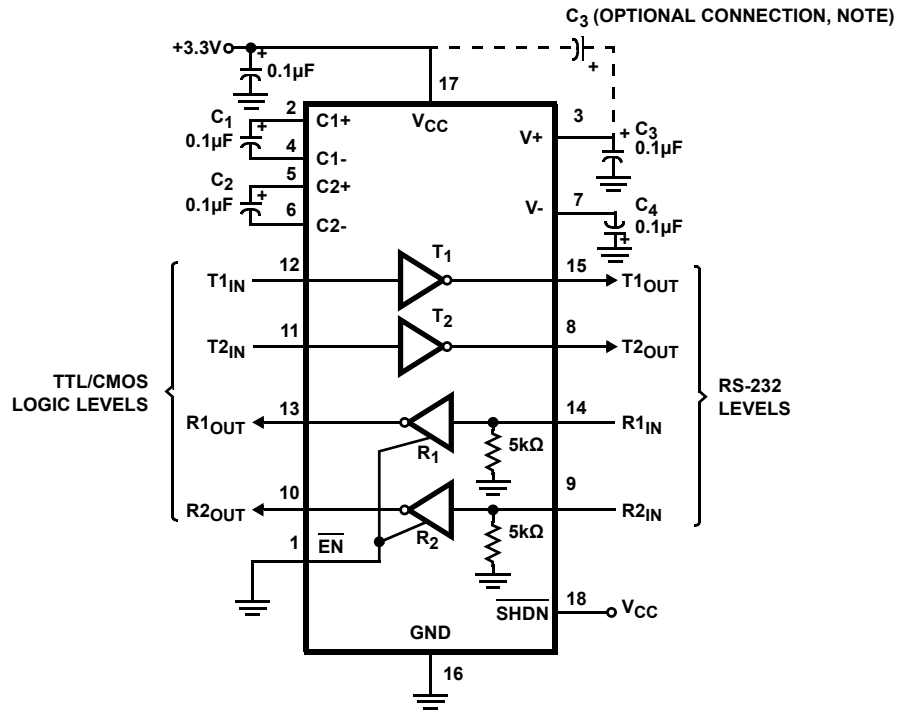 C3 (OPTIONAL CONNECTION, NOTE)
+3.3V
+
0.1µF
+
17
2
C1
0.1µF
+
C1+
VCC
3
V+
+
C3
0.1µF
4
C1-
5
C2
0.1µF
+
C2+
6
C2-
7
V-
C4
0.1µF
+
T1IN
12
T1
15
T1OUT
T2IN
11
T2
8
T2OUT
TTL/CMOS
LOGIC LEVELS
RS-232
LEVELS
R1OUT
13
R1
5kΩ
14
R1IN
R2OUT
10
R2
5kΩ
9
R2IN
1
EN
SHDN
18
VCC
GND
16